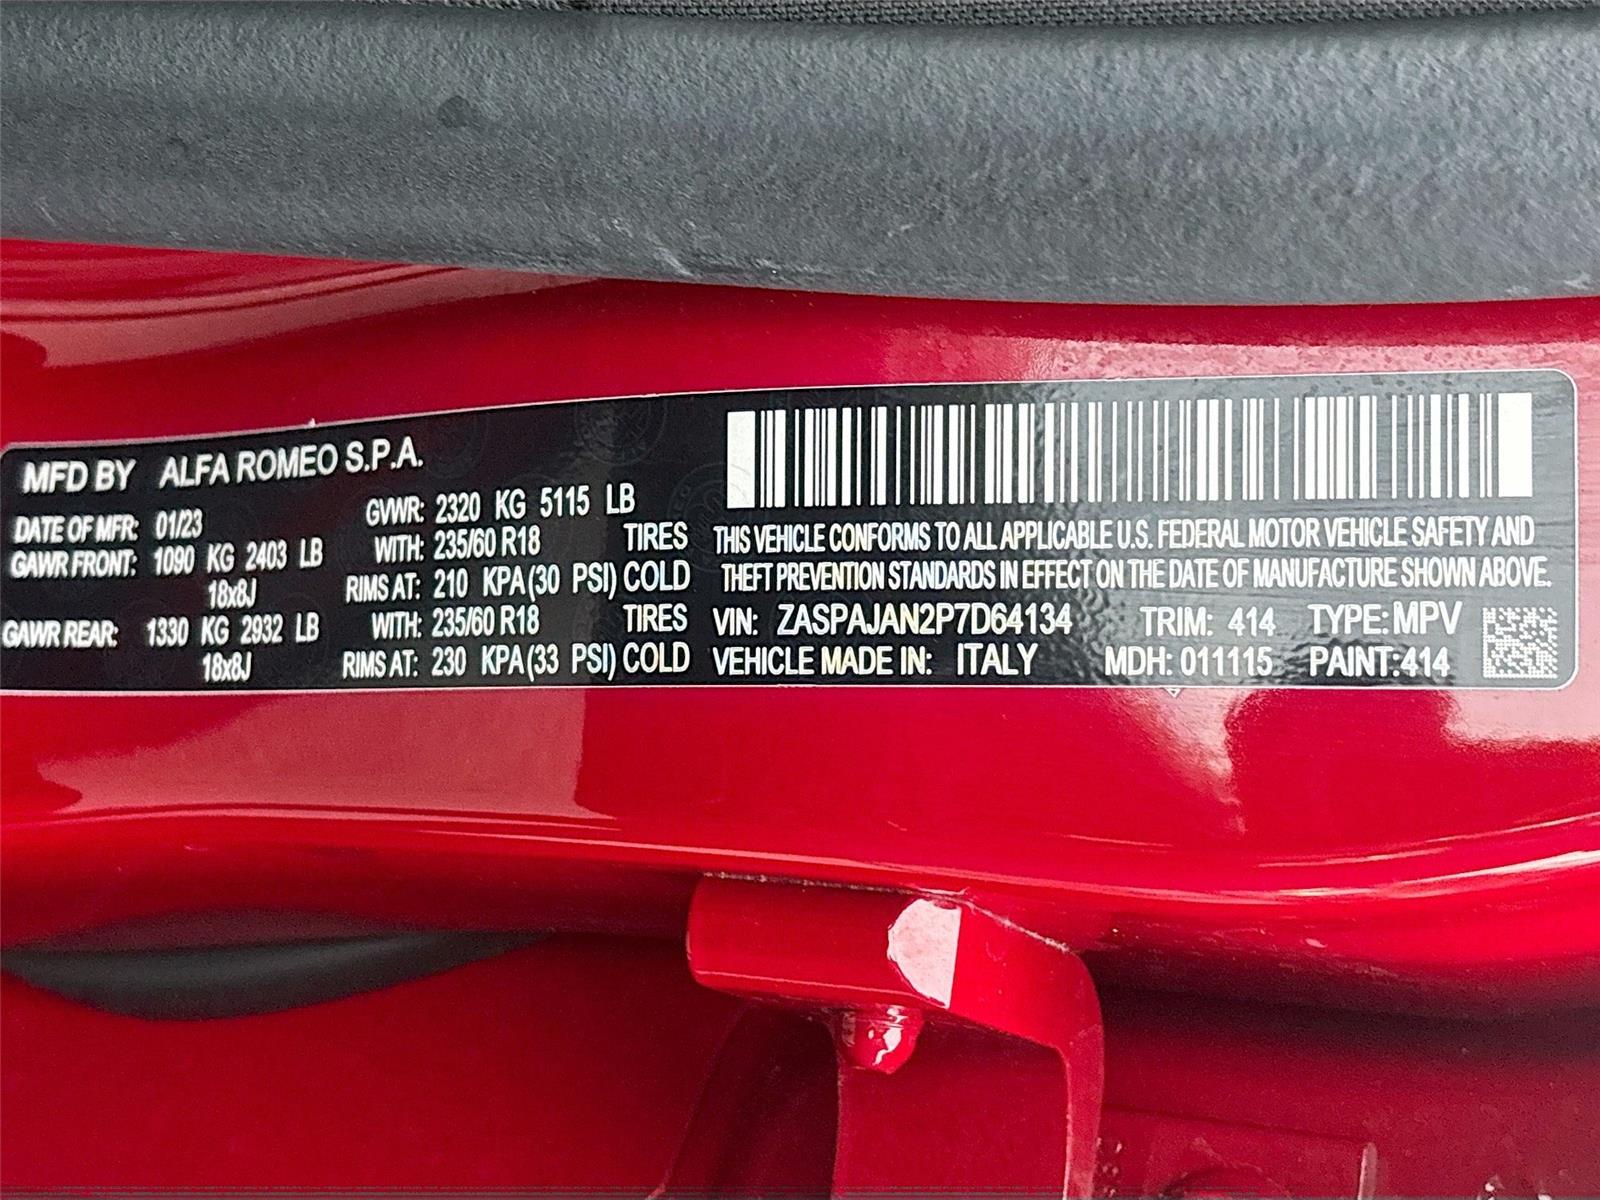 MFD BY ALFA ROMEO S.P.A.
DATE OF MFR: 01/23 GVWR: 2320 KG 5115 LB
GAWR FRONT: 1090 KG 2403 LB WITH: 235/60 R18 TIRES
18x8J RIMS AT: 210 KPA(30 PSI) COLD
GAWR REAR: 1330 KG 2932 LB WITH: 235/60 R18 TIRES
18x8J RIMS AT: 230 KPA(33 PSI) COLD
THIS VEHICLE CONFORMS TO ALL APPLICABLE U.S. FEDERAL MOTOR VEHICLE SAFETY AND
THEFT PREVENTION STANDARDS IN EFFECT ON THE DATE OF MANUFACTURE SHOWN ABOVE.
VIN: ZASPAJAN2P7D64134 TRIM: 414 TYPE: MPV
VEHICLE MADE IN: ITALY MDH: 011115 PAINT:414